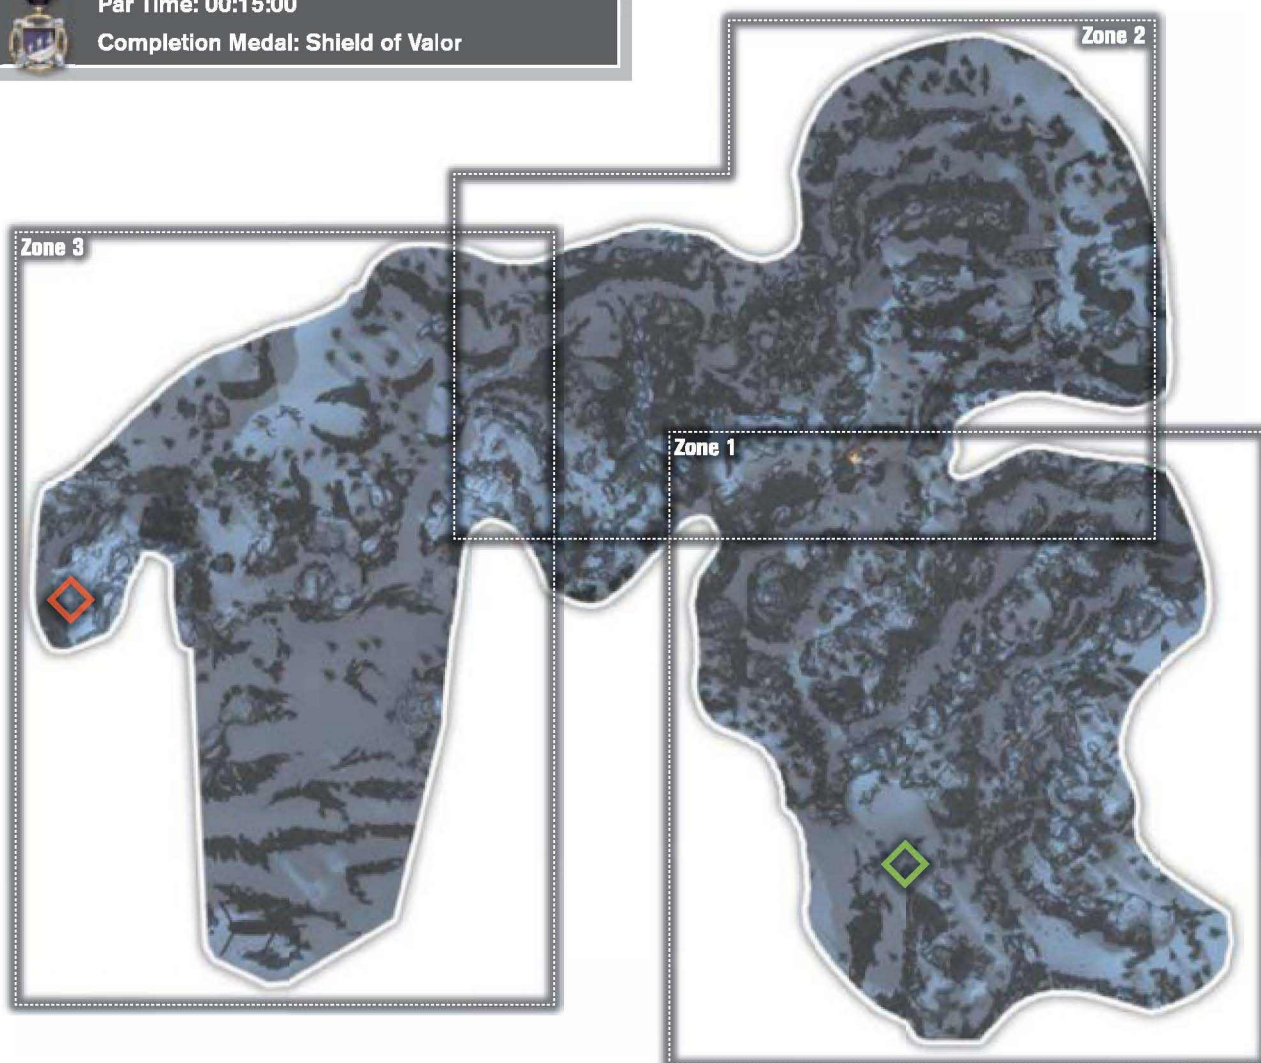 Par Time: 00:15:00
Completion Medal: Shield of Valor
Zone 2
Zone 3
Zone 1